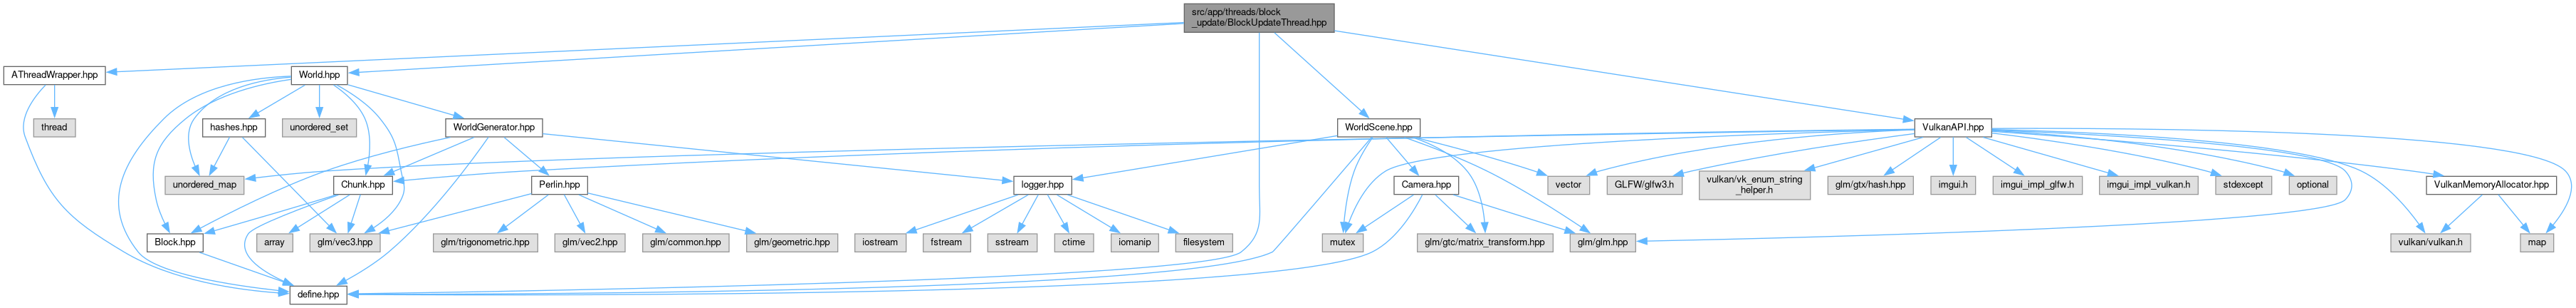 src/app/threads/block
_update/BlockUpdateThread.hpp
AThreadWrapper.hpp
World.hpp
thread
hashes.hpp
unordered_set
WorldGenerator.hpp
WorldScene.hpp
VulkanAPI.hpp
unordered_map
Chunk.hpp
Perlin.hpp
logger.hpp
Camera.hpp
vector
GLFW/glfw3.h
vulkan/vk_enum_string
_helper.h
glm/gtx/hash.hpp
imgui.h
imgui_impl_glfw.h
imgui_impl_vulkan.h
stdexcept
optional
VulkanMemoryAllocator.hpp
Block.hpp
array
glm/vec3.hpp
glm/trigonometric.hpp
glm/vec2.hpp
glm/common.hpp
glm/geometric.hpp
iostream
fstream
sstream
ctime
iomanip
filesystem
mutex
glm/gtc/matrix_transform.hpp
glm/glm.hpp
vulkan/vulkan.h
map
define.hpp